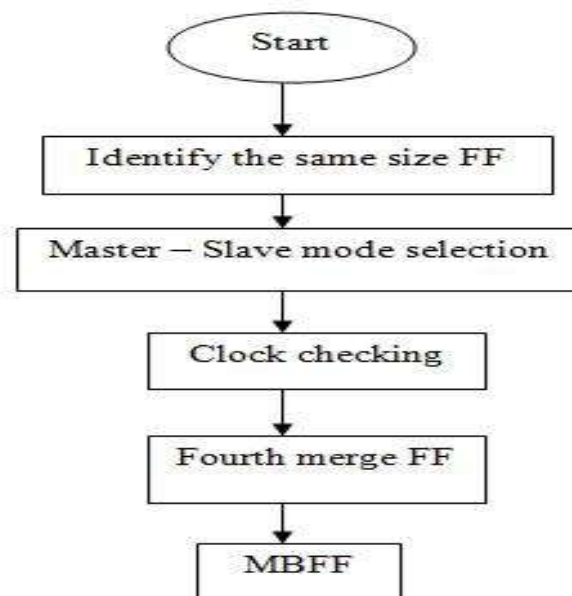 Start
Identify the same size FF
Master – Slave mode selection
Clock checking
Fourth merge FF
MBFF